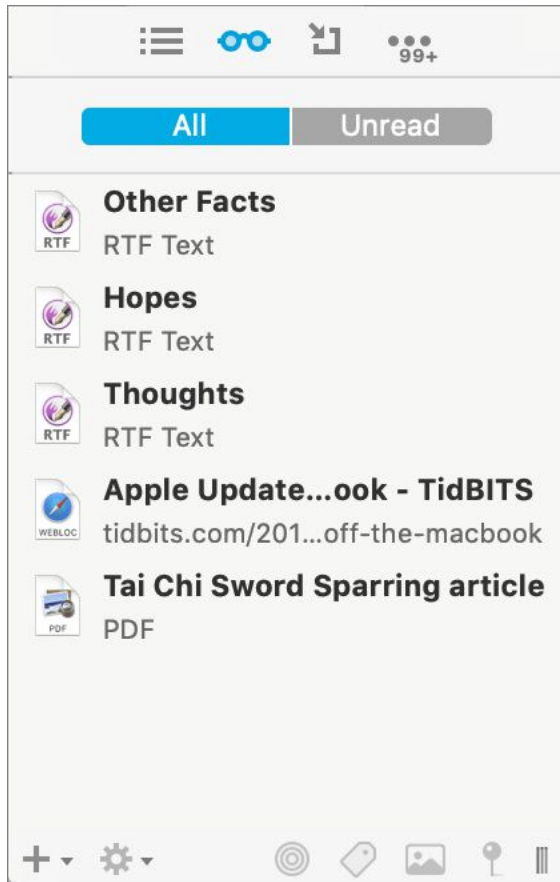 99+
All
Unread
Other Facts
RTF
RTF Text
Hopes
RTF
RTF Text
Thoughts
RTF
RTF Text
Apple Update...ook - TidBITS
WEBLOC
tidbits.com/201...off-the-macbook
Tai Chi Sword Sparring article
PDF
PDF